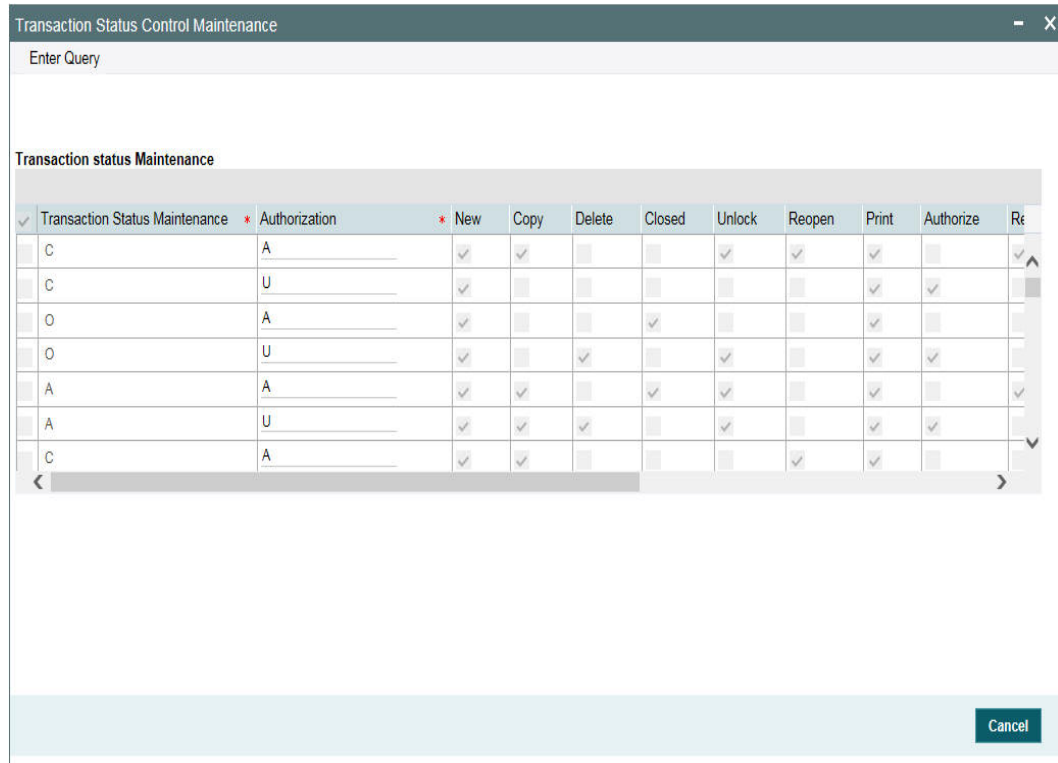 Transaction Status Control Maintenance
Enter Query
Transaction status Maintenance
Transaction Status Maintenance * Authorization * New Copy Delete Closed Unlock Reopen Print Authorize Re
C A
C U
O A
O U
A A
A U
C A
Cancel